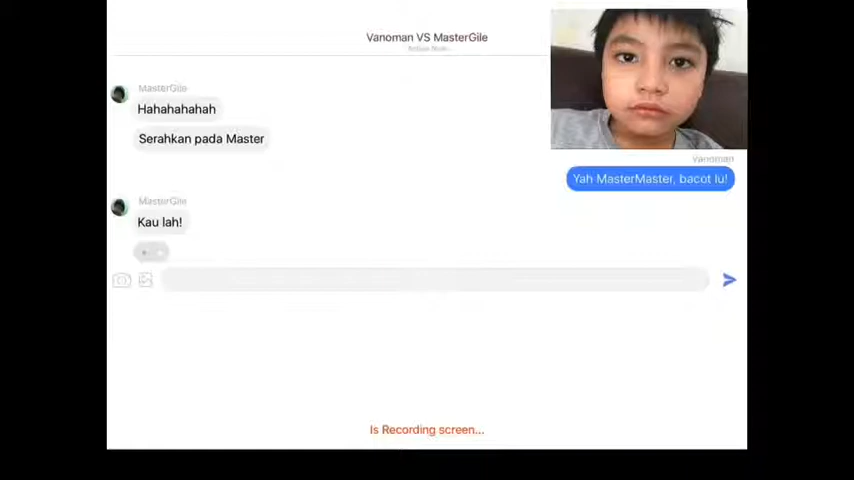 Vanoman VS MasterGile
MasterGile
Hahahahahah
Serahkan pada Master
Vanoman
Yah MasterMaster, bacot lu!
MasterGile
Kau lah!
Is Recording screen...